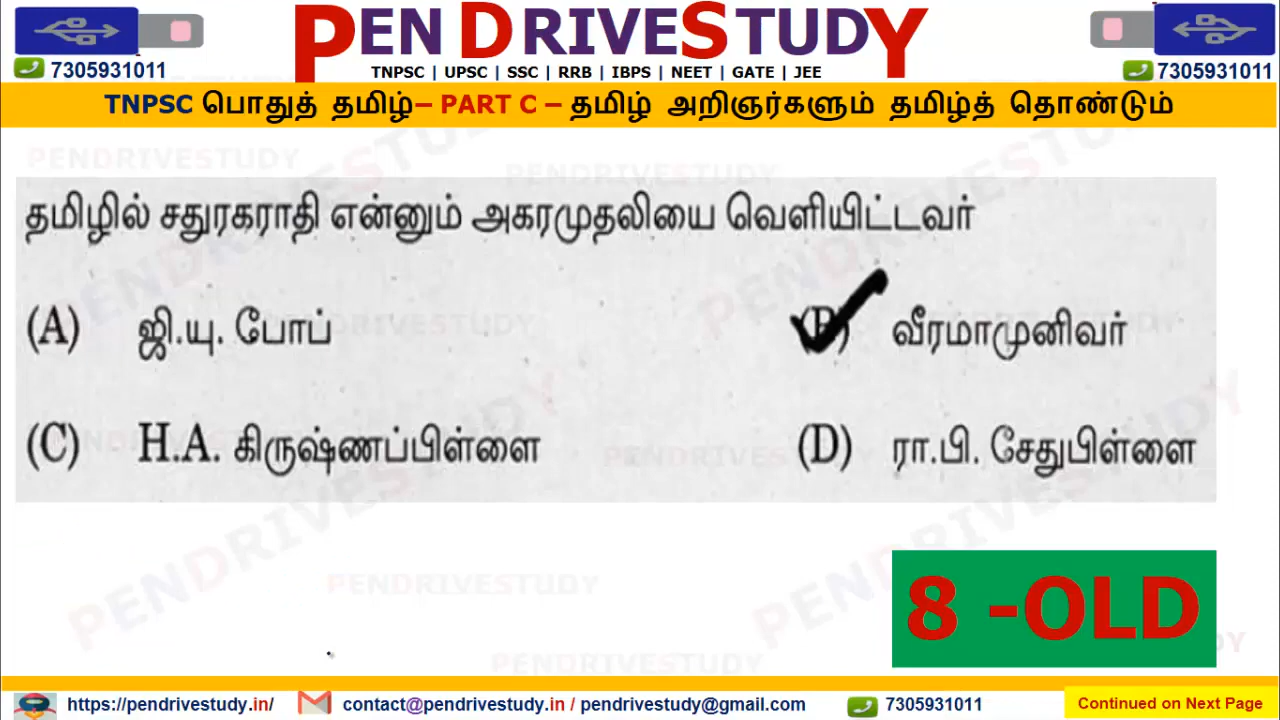 PEN DRIVESTUDY
TNPSC | UPSC | SSC | RRB | IBPS | NEET | GATE | JEE
7305931011
7305931011
TNPSC பொதுத் தமிழ்– PART C – தமிழ் அறிஞர்களும் தமிழ்த் தொண்டும்
தமிழில் சதுரகராதி என்னும் அகரமுதலியை வெளியிட்டவர்
(A) ஜி.யு. போப்
(B) வீரமாமுனிவர்
(C) H.A. கிருஷ்ணப்பிள்ளை
(D) ரா.பி. சேதுபிள்ளை
8 -OLD
PENDRIVESTUDY
https://pendrivestudy.in/
contact@pendrivestudy.in / pendrivestudy@gmail.com
7305931011
Continued on Next Page